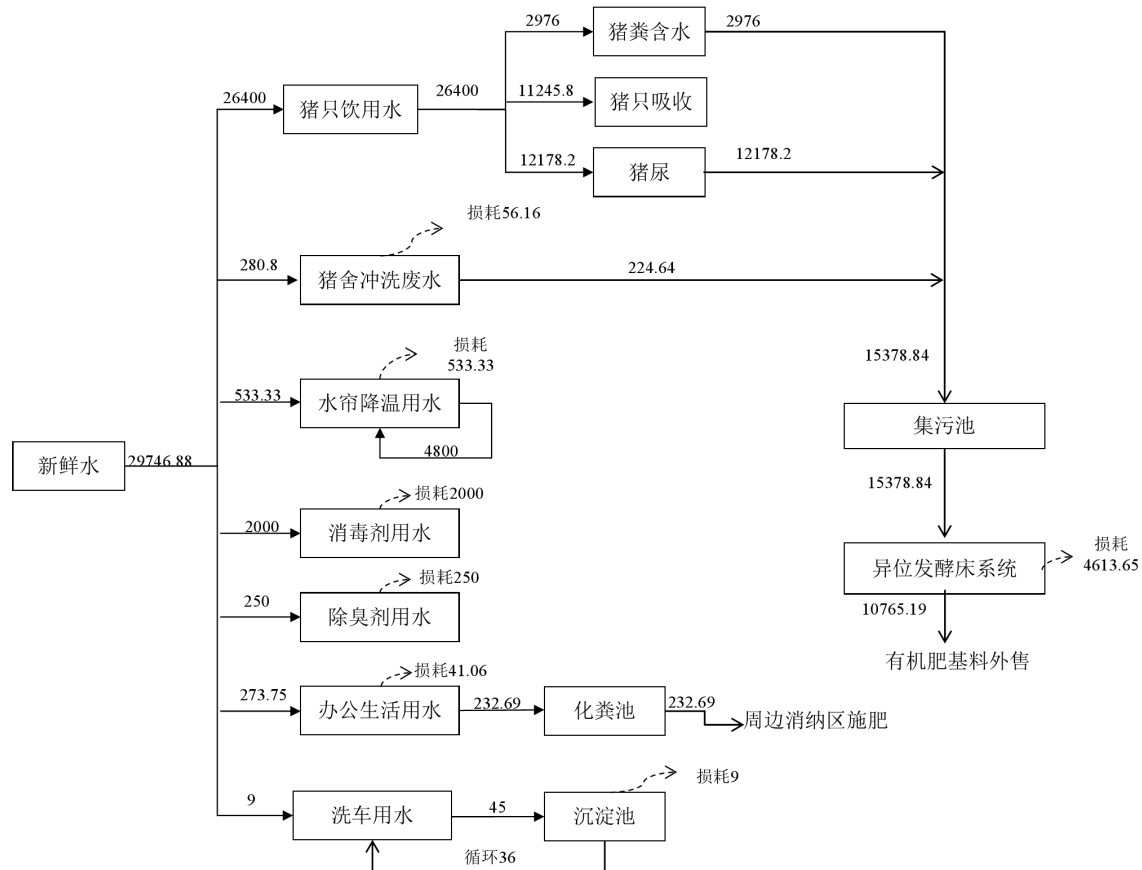 2976
猪粪含水
2976
26400
猪只饮用水
26400
11245.8
猪只吸收
12178.2
猪尿
12178.2
损耗56.16
280.8
猪舍冲洗废水
224.64
损耗
533.33
533.33
水帘降温用水
4800
15378.84
集污池
15378.84
新鲜水
29746.88
损耗2000
2000
消毒剂用水
异位发酵床系统
损耗
4613.65
10765.19
有机肥基料外售
损耗250
250
除臭剂用水
损耗41.06
273.75
办公生活用水
232.69
化粪池
232.69
周边消纳区施肥
损耗9
9
洗车用水
45
沉淀池
循环36